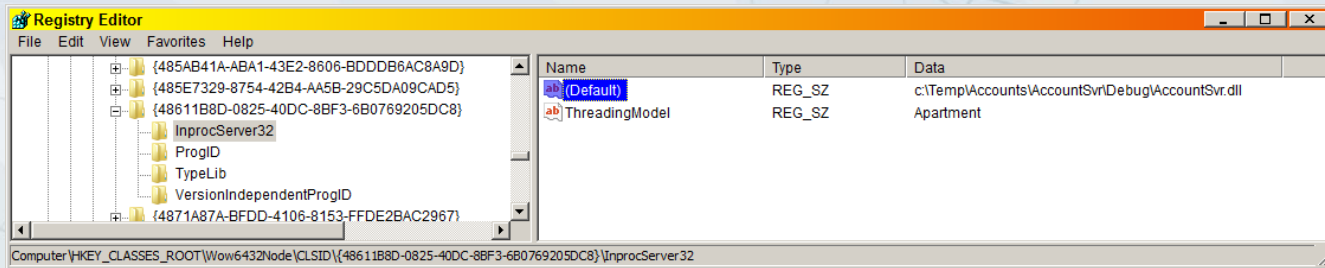 Registry Editor
File Edit View Favorites Help
{485AB41A-ABA1-43E2-8606-BDDDB6AC8A9D}
{485E7329-8754-42B4-AA5B-29C5DA09CAD5}
{48611B8D-0825-40DC-8BF3-6B0769205DC8}
InprocServer32
ProgID
TypeLib
VersionIndependentProgID
{4871A87A-BFDD-4106-8153-FFDE2BAC2967}
Name Type Data
(Default) REG_SZ c:\Temp\Accounts\AccountSvr\Debug\AccountSvr.dll
ThreadingModel REG_SZ Apartment
Computer\HKEY_CLASSES_ROOT\Wow6432Node\CLSID\{48611B8D-0825-40DC-8BF3-6B0769205DC8}\InprocServer32